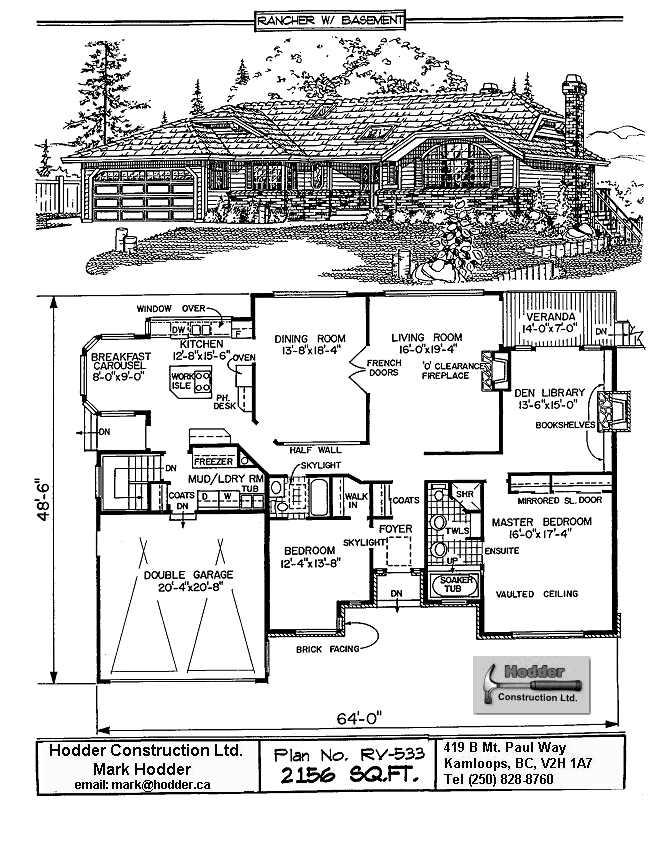 RANCHER W/ BASEMENT
WINDOW OVER
DW
KITCHEN
12'-8"x15'-6"
BREAKFAST
CAROUSEL
8'-0"x9'-0"
WORK
ISLE
OVEN
PH.
DESK
DINING ROOM
13'-8"x18'-4"
FRENCH
DOORS
LIVING ROOM
16'-0"x19'-4"
'0' CLEARANCE
FIREPLACE
VERANDA
14'-0"x7'-0"
DN
DEN LIBRARY
13'-6"x15'-0"
BOOKSHELVES
DN
HALF WALL
SKYLIGHT
DN
FREEZER
MUD/LDRY RM
TUB
COATS
D
W
DN
WALK
IN
COATS
FOYER
SKYLIGHT
SHR
TWLS
UP
ENSUITE
SOAKER
TUB
MIRRORED SL. DOOR
MASTER BEDROOM
16'-0"x17'-4"
VAULTED CEILING
BEDROOM
12'-4"x13'-8"
DN
DOUBLE GARAGE
20'-4"x20'-8"
BRICK FACING
48'-6"
64'-0"
Hodder
Construction Ltd.
Hodder Construction Ltd.
Mark Hodder
email: mark@hodder.ca
Plan No. RV-533
2156 SQ.FT.
419 B Mt. Paul Way
Kamloops, BC, V2H 1A7
Tel (250) 828-8760